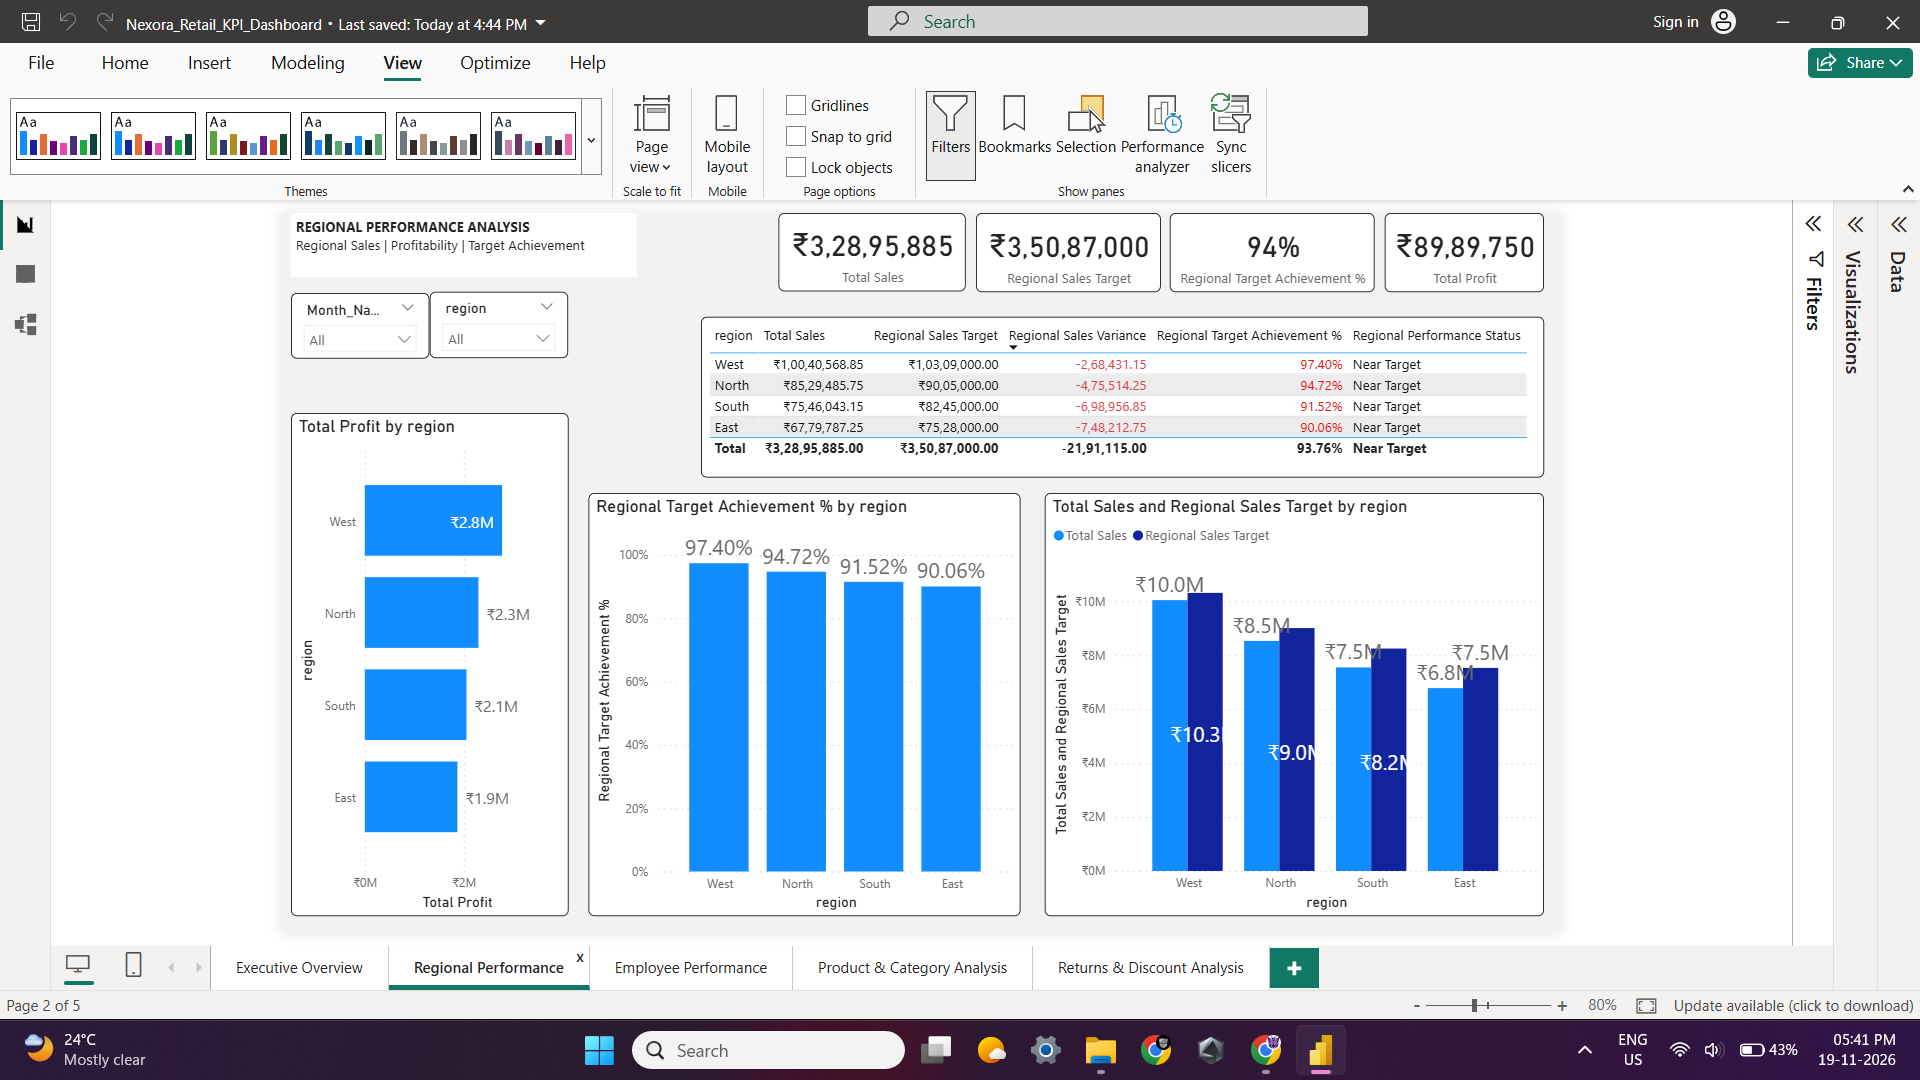 Nexora_Retail_KPI_Dashboard • Last saved: Today at 4:44 PM
Search
Sign in
File Home Insert Modeling View Optimize Help
Share
Aa Aa Aa Aa Aa Aa
Themes
Page view
Scale to fit
Mobile layout
Mobile
Gridlines
Snap to grid
Lock objects
Page options
Filters
Bookmarks
Selection
Performance analyzer
Sync slicers
Show panes
REGIONAL PERFORMANCE ANALYSIS
Regional Sales | Profitability | Target Achievement
₹3,28,95,885
Total Sales
₹3,50,87,000
Regional Sales Target
94%
Regional Target Achievement %
₹89,89,750
Total Profit
Month_Na...
All
region
All
region Total Sales Regional Sales Target Regional Sales Variance Regional Target Achievement % Regional Performance Status
West ₹1,00,40,568.85 ₹1,03,09,000.00 -2,68,431.15 97.40% Near Target
North ₹85,29,485.75 ₹90,05,000.00 -4,75,514.25 94.72% Near Target
South ₹75,46,043.15 ₹82,45,000.00 -6,98,956.85 91.52% Near Target
East ₹67,79,787.25 ₹75,28,000.00 -7,48,212.75 90.06% Near Target
Total ₹3,28,95,885.00 ₹3,50,87,000.00 -21,91,115.00 93.76% Near Target
Total Profit by region
region
West ₹2.8M
North ₹2.3M
South ₹2.1M
East ₹1.9M
₹0M ₹2M
Total Profit
Regional Target Achievement % by region
Regional Target Achievement %
100%
80%
60%
40%
20%
0%
97.40% 94.72% 91.52% 90.06%
West North South East
region
Total Sales and Regional Sales Target by region
Total Sales Regional Sales Target
Total Sales and Regional Sales Target
₹10M
₹8M
₹6M
₹4M
₹2M
₹0M
₹10.0M
₹8.5M
₹7.5M
₹7.5M
₹6.8M
₹10.3
₹9.0M
₹8.2M
West North South East
region
Filters
Visualizations
Data
Executive Overview
Regional Performance x
Employee Performance
Product & Category Analysis
Returns & Discount Analysis
+
Page 2 of 5
- + 80%
Update available (click to download)
24°C
Mostly clear
Search
ENG
US
43%
05:41 PM
19-11-2026